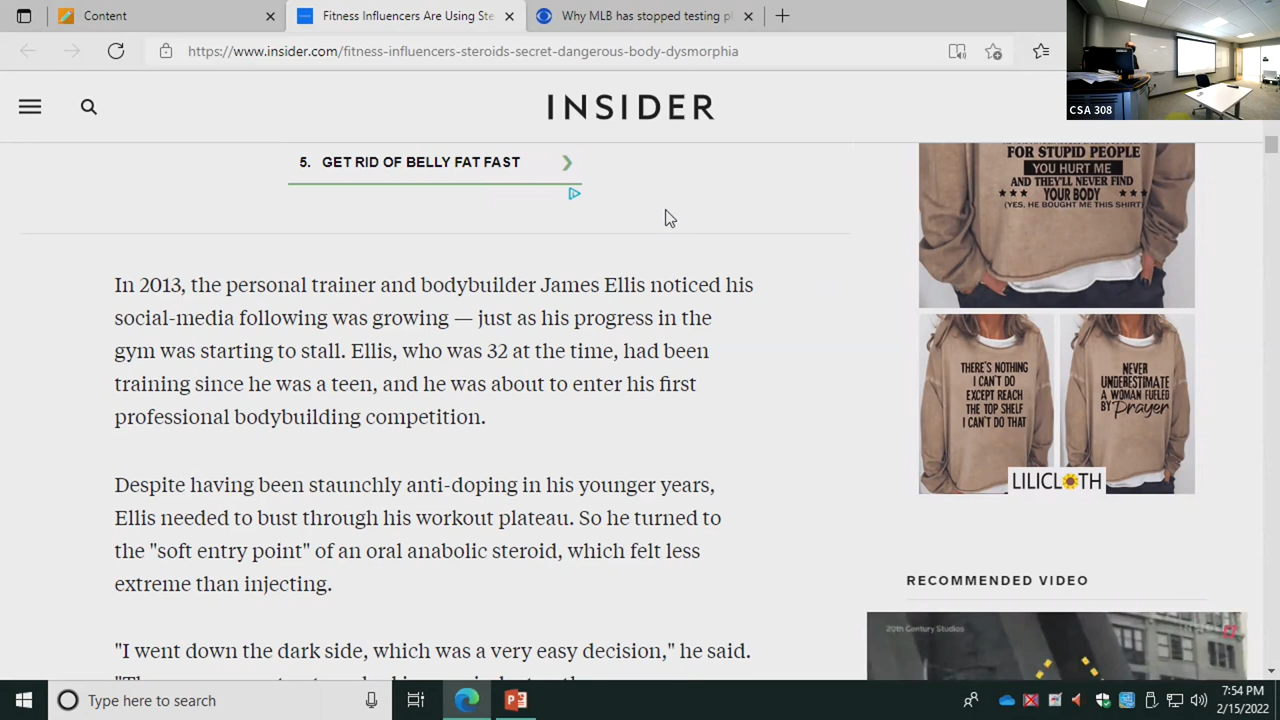 Content
Fitness Influencers Are Using Ste
Why MLB has stopped testing pl
https://www.insider.com/fitness-influencers-steroids-secret-dangerous-body-dysmorphia
CSA 308
INSIDER
5. GET RID OF BELLY FAT FAST
FOR STUPID PEOPLE
YOU HURT ME
AND THEY'LL NEVER FIND
YOUR BODY
(YES, HE BOUGHT ME THIS SHIRT)
In 2013, the personal trainer and bodybuilder James Ellis noticed his
social-media following was growing — just as his progress in the
gym was starting to stall. Ellis, who was 32 at the time, had been
training since he was a teen, and he was about to enter his first
professional bodybuilding competition.
THERE'S NOTHING
I CAN'T DO
EXCEPT REACH
THE TOP SHELF
I CAN'T DO THAT
NEVER
UNDERESTIMATE
A WOMAN FUELED
BY Prayer
LILICLOTH
Despite having been staunchly anti-doping in his younger years,
Ellis needed to bust through his workout plateau. So he turned to
the "soft entry point" of an oral anabolic steroid, which felt less
extreme than injecting.
RECOMMENDED VIDEO
20th Century Studios
"I went down the dark side, which was a very easy decision," he said.
Type here to search
7:54 PM
2/15/2022